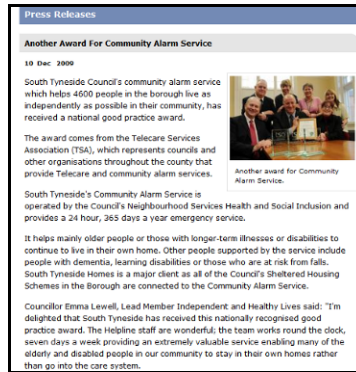 Press Releases
Another Award For Community Alarm Service
10 Dec 2009
South Tyneside Council's community alarm service
which helps 4600 people in the borough live as
independently as possible in their community, has
received a national good practice award.
The award comes from the Telecare Services
Association (TSA), which represents councils and
other organisations throughout the county that
provide Telecare and community alarm services.
Another award for Community
Alarm Service.
South Tyneside's Community Alarm Service is
operated by the Council's Neighbourhood Services Health and Social Inclusion and
provides a 24 hour, 365 days a year emergency service.
It helps mainly older people or those with longer-term illnesses or disabilities to
continue to live in their own home. Other people supported by the service include
people with dementia, learning disabilities or those who are at risk from falls.
South Tyneside Homes is a major client as all of the Council's Sheltered Housing
Schemes in the Borough are connected to the Community Alarm Service.
Councillor Emma Lewell, Lead Member Independent and Healthy Lives said: "I'm
delighted that South Tyneside has received this nationally recognised good
practice award. The Helpline staff are wonderful; the team works round the clock,
seven days a week providing an extremely valuable service enabling many of the
elderly and disabled people in our community to stay in their own homes rather
than go into the care system.